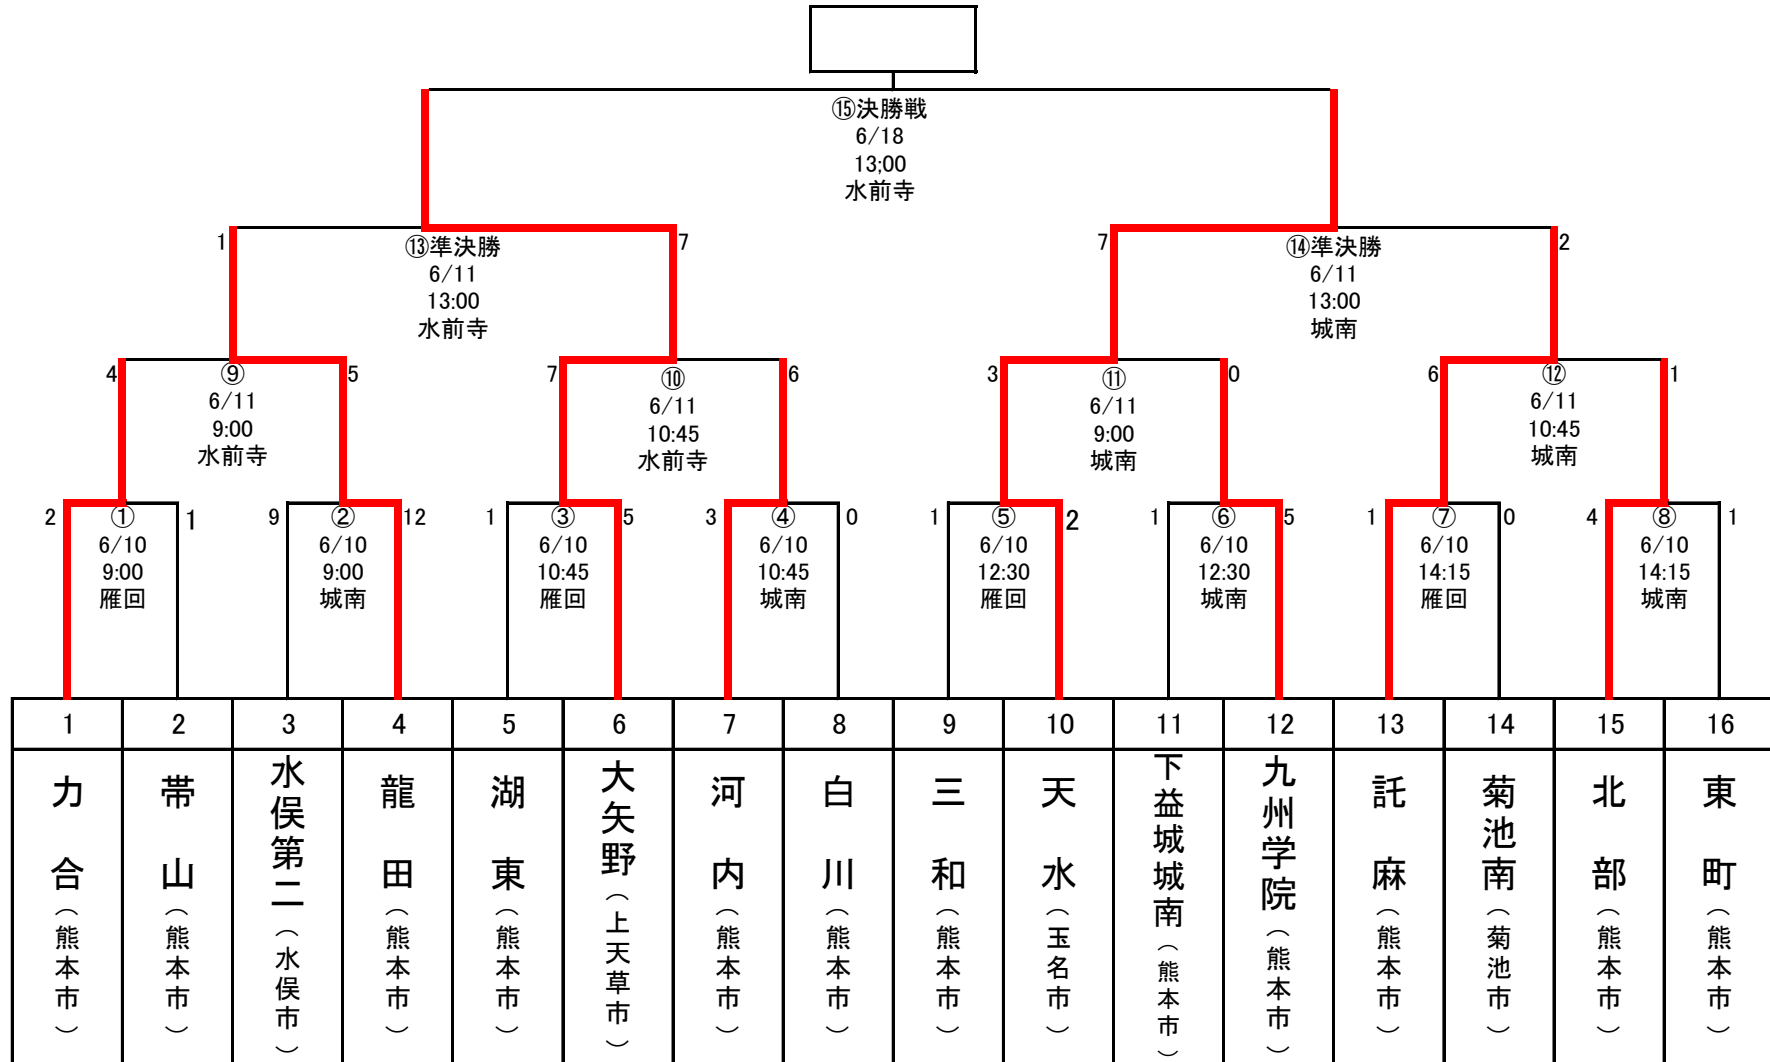 ⑮決勝戦
6/18
13;00
水前寺
1
⑬準決勝
7
6/11
13:00
水前寺
7
⑭準決勝
2
6/11
13:00
城南
4
⑨
5
6/11
9:00
水前寺
7
⑩
6
6/11
10:45
水前寺
3
⑪
0
6/11
9:00
城南
6
⑫
1
6/11
10:45
城南
2
①
1
6/10
9:00
雁回
9
②
12
6/10
9:00
城南
1
③
5
6/10
10:45
雁回
3
④
0
6/10
10:45
城南
1
⑤
2
6/10
12:30
雁回
1
⑥
5
6/10
12:30
城南
1
⑦
0
6/10
14:15
雁回
4
⑧
1
6/10
14:15
城南
1 2 3 4 5 6 7 8 9 10 11 12 13 14 15 16
力合（熊本市）
帯山（熊本市）
水俣第二（水俣市）
龍田（熊本市）
湖東（熊本市）
大矢野（上天草市）
河内（熊本市）
白川（熊本市）
三和（熊本市）
天水（玉名市）
下益城城南（熊本市）
九州学院（熊本市）
託麻（熊本市）
菊池南（菊池市）
北部（熊本市）
東町（熊本市）